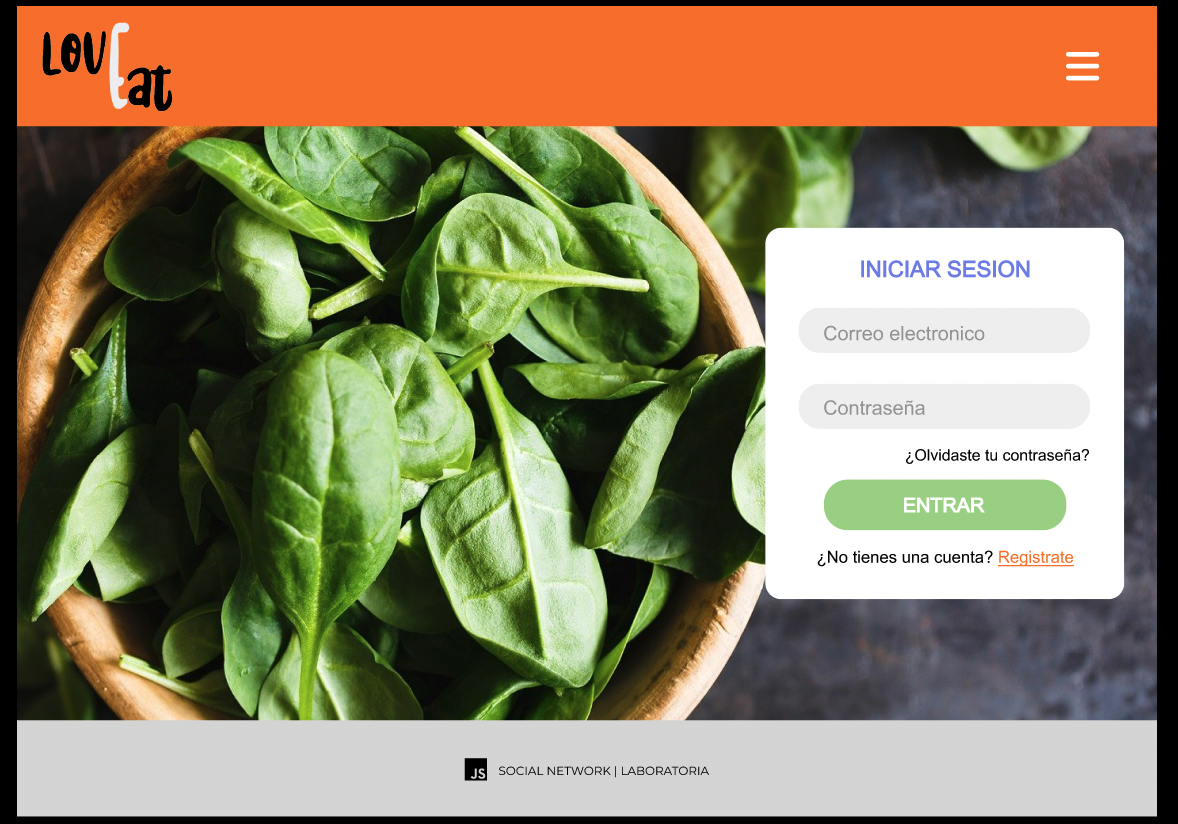 LOV
Eat
INICIAR SESION
Correo electronico
Contraseña
¿Olvidaste tu contraseña?
ENTRAR
¿No tienes una cuenta? Registrate
JS SOCIAL NETWORK | LABORATORIA